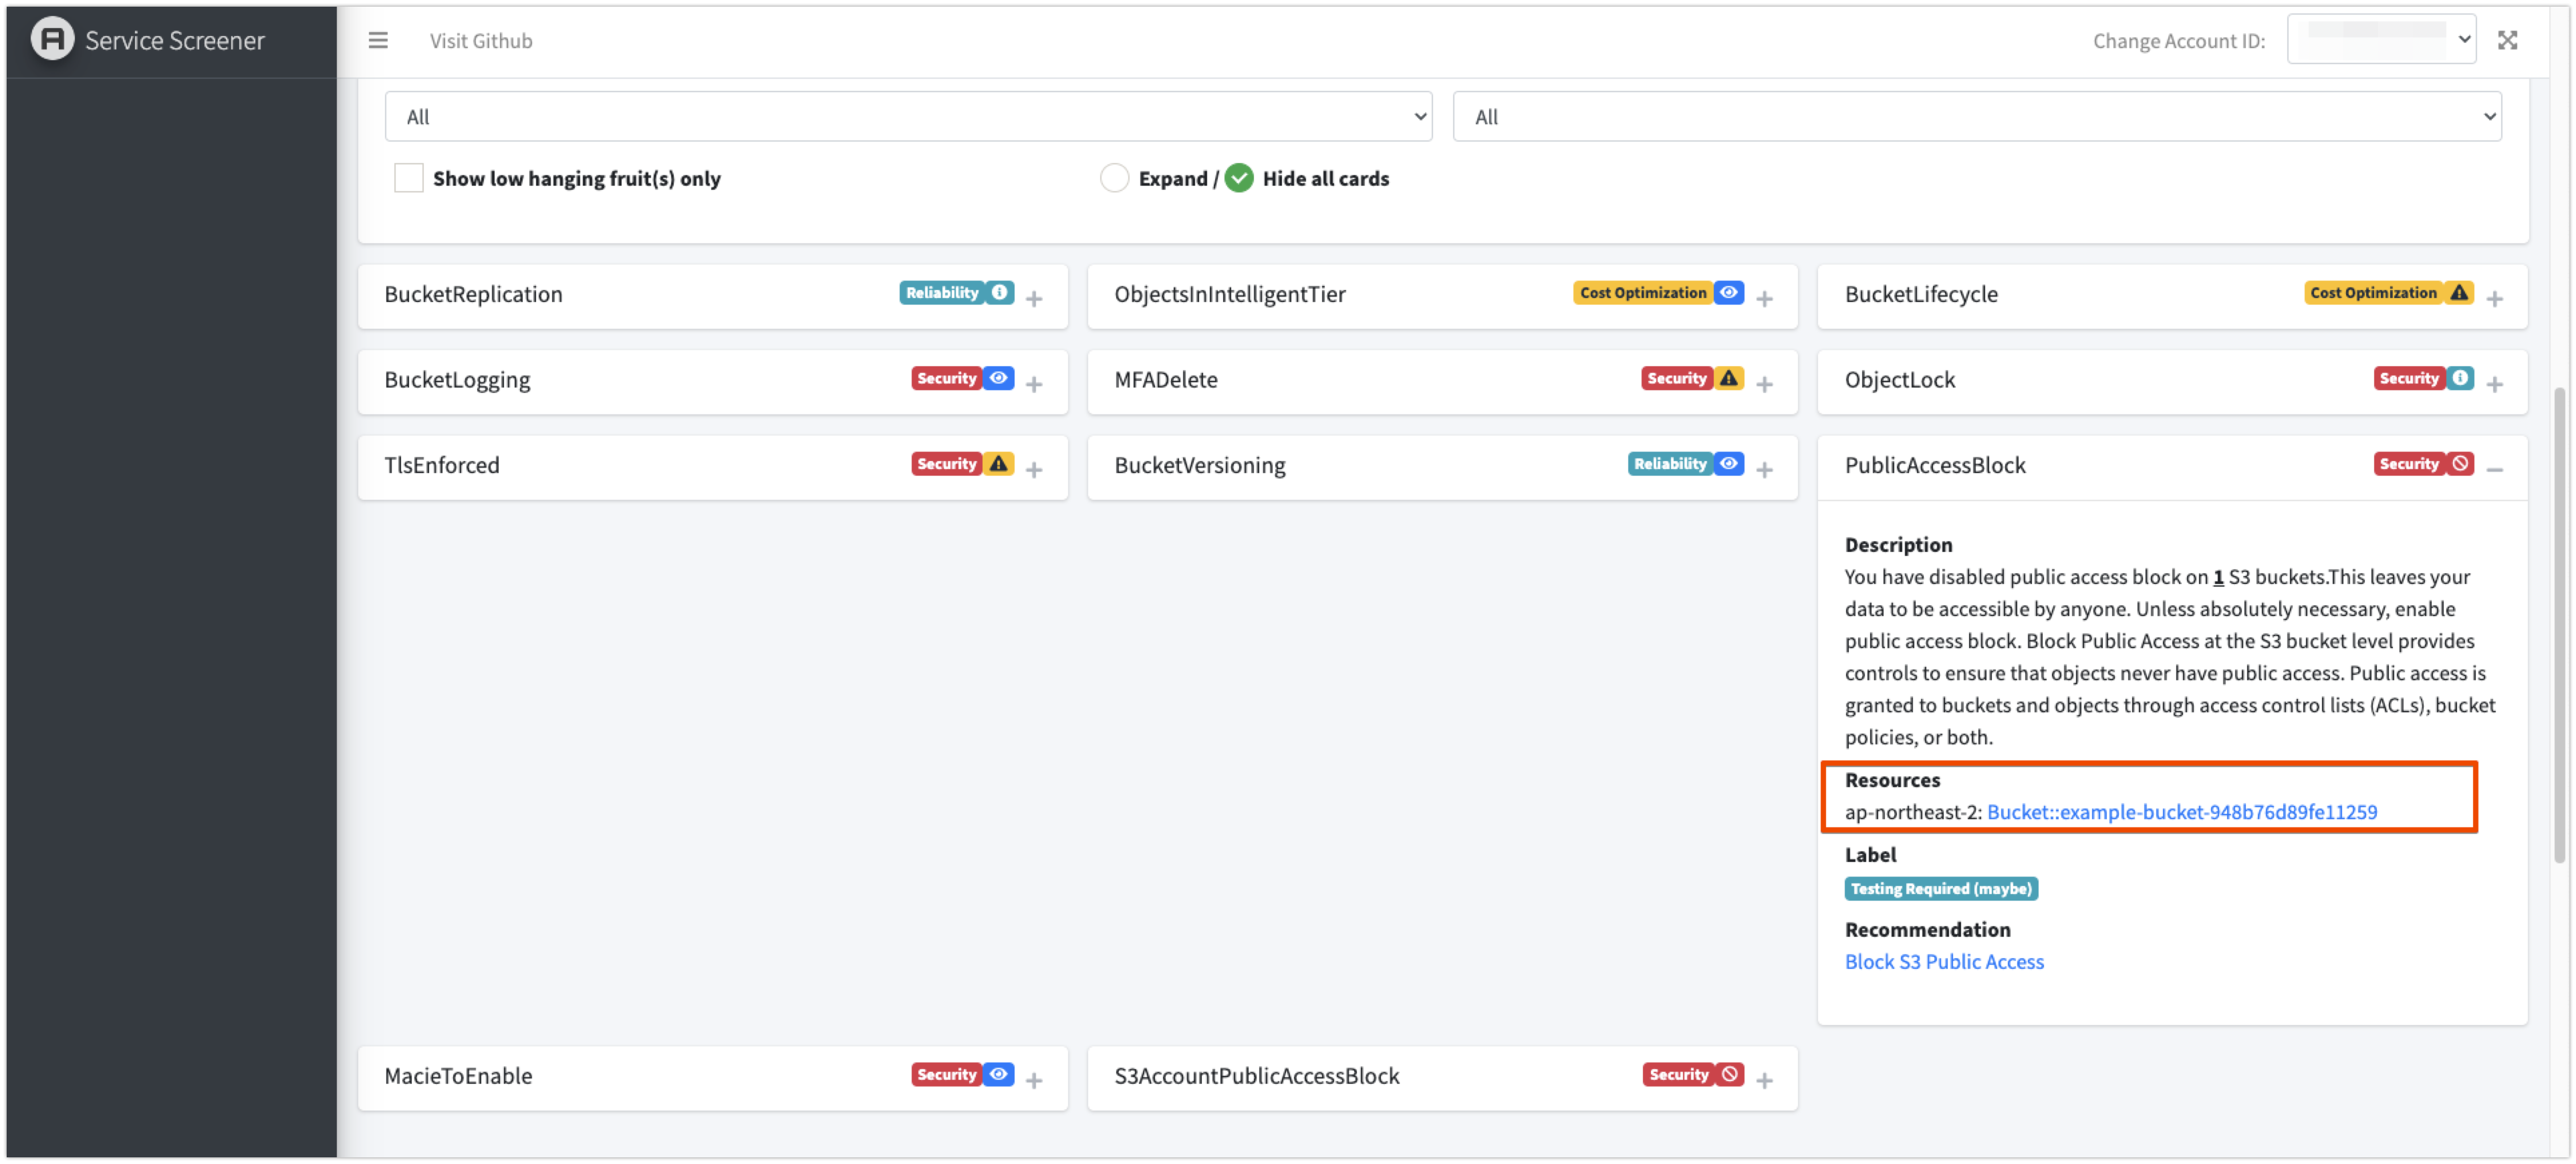 Service Screener
Visit Github
Change Account ID:
All
All
Show low hanging fruit(s) only
Expand / Hide all cards
BucketReplication
Reliability
ObjectsInIntelligentTier
Cost Optimization
BucketLifecycle
Cost Optimization
BucketLogging
Security
MFADelete
Security
ObjectLock
Security
TlsEnforced
Security
BucketVersioning
Reliability
PublicAccessBlock
Security
Description
You have disabled public access block on 1 S3 buckets.This leaves your
data to be accessible by anyone. Unless absolutely necessary, enable
public access block. Block Public Access at the S3 bucket level provides
controls to ensure that objects never have public access. Public access is
granted to buckets and objects through access control lists (ACLs), bucket
policies, or both.
Resources
ap-northeast-2: Bucket::example-bucket-948b76d89fe11259
Label
Testing Required (maybe)
Recommendation
Block S3 Public Access
MacieToEnable
Security
S3AccountPublicAccessBlock
Security